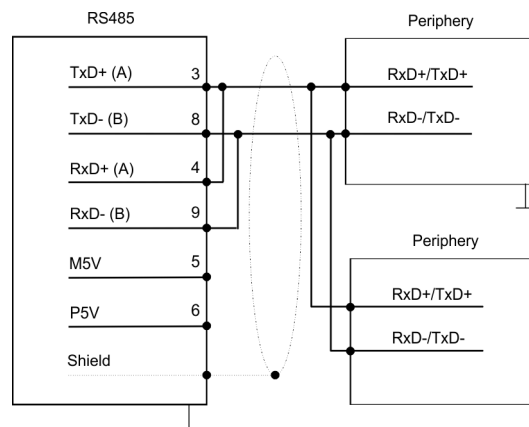 RS485
Periphery
TxD+ (A) 3
RxD+/TxD+
TxD- (B) 8
RxD-/TxD-
RxD+ (A) 4
RxD- (B) 9
M5V 5
Periphery
RxD+/TxD+
P5V 6
RxD-/TxD-
Shield